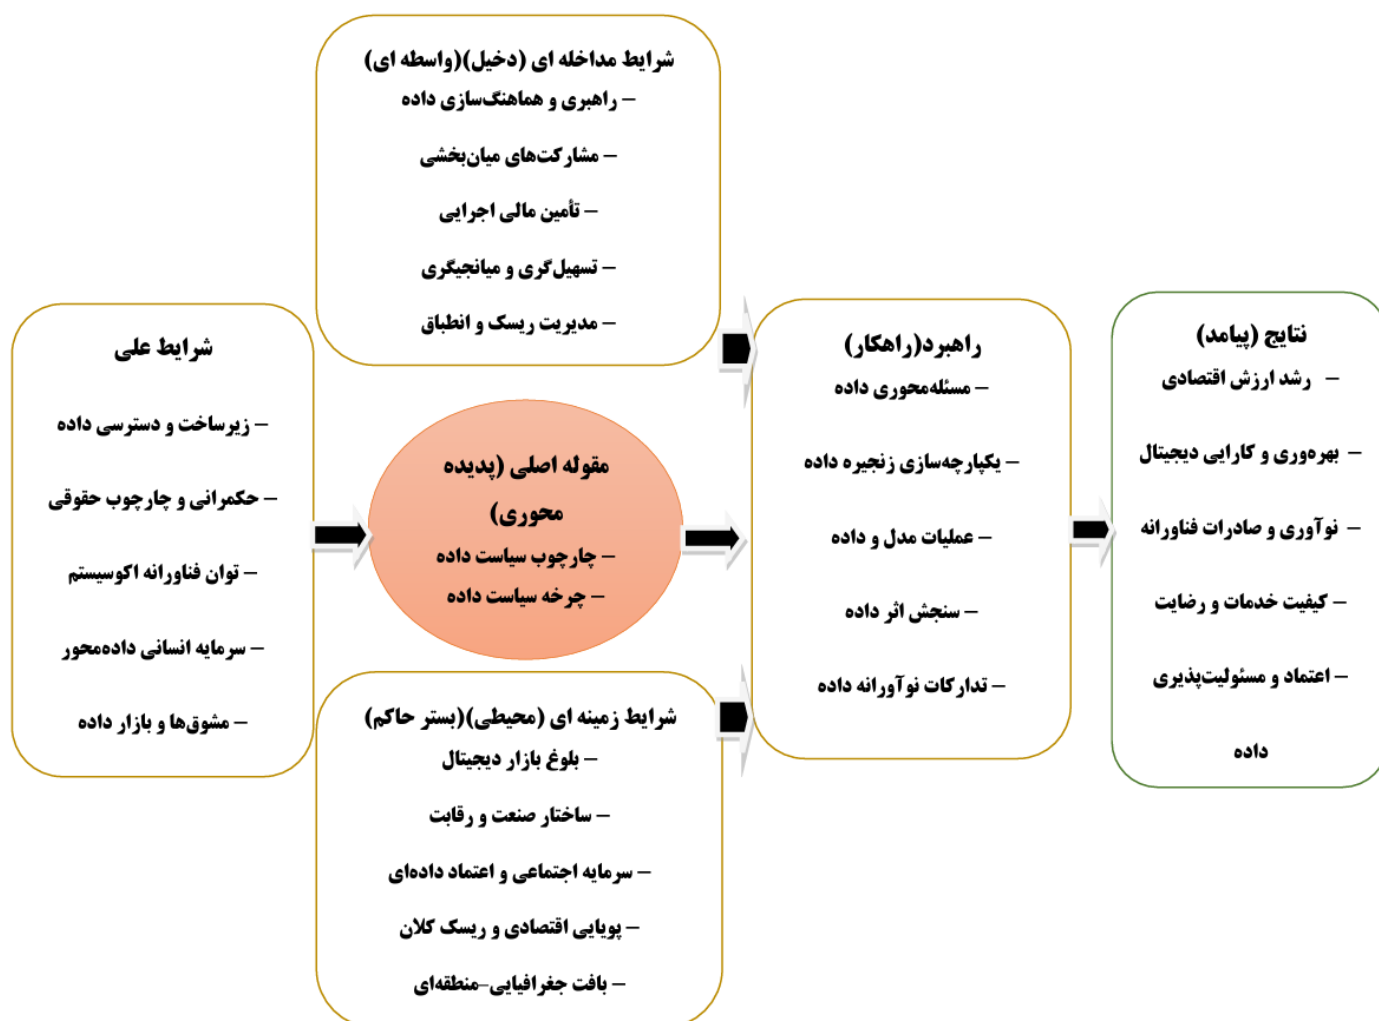 شرایط مداخله ای (دخیل)(واسطه ای)
– راهبری و هماهنگ‌سازی داده
– مشارکت‌های میان‌بخشی
– تأمین مالی اجرایی
– تسهیل‌گری و میانجیگری
– مدیریت ریسک و انطباق
شرایط علی
– زیرساخت و دسترسی داده
– حکمرانی و چارچوب حقوقی
– توان فناورانه اکوسیستم
– سرمایه انسانی داده‌محور
– مشوق‌ها و بازار داده
مقوله اصلی (پدیده
محوری)
– چارچوب سیاست داده
– چرخه سیاست داده
شرایط زمینه ای (محیطی)(بستر حاکم)
– بلوغ بازار دیجیتال
– ساختار صنعت و رقابت
– سرمایه اجتماعی و اعتماد داده‌ای
– پویایی اقتصادی و ریسک کلان
– بافت جغرافیایی–منطقه‌ای
راهبرد(راهکار)
– مسئله‌محوری داده
– یکپارچه‌سازی زنجیره داده
– عملیات مدل و داده
– سنجش اثر داده
– تدارکات نوآورانه داده
نتایج (پیامد)
– رشد ارزش اقتصادی
– بهره‌وری و کارایی دیجیتال
– نوآوری و صادرات فناورانه
– کیفیت خدمات و رضایت
– اعتماد و مسئولیت‌پذیری
داده